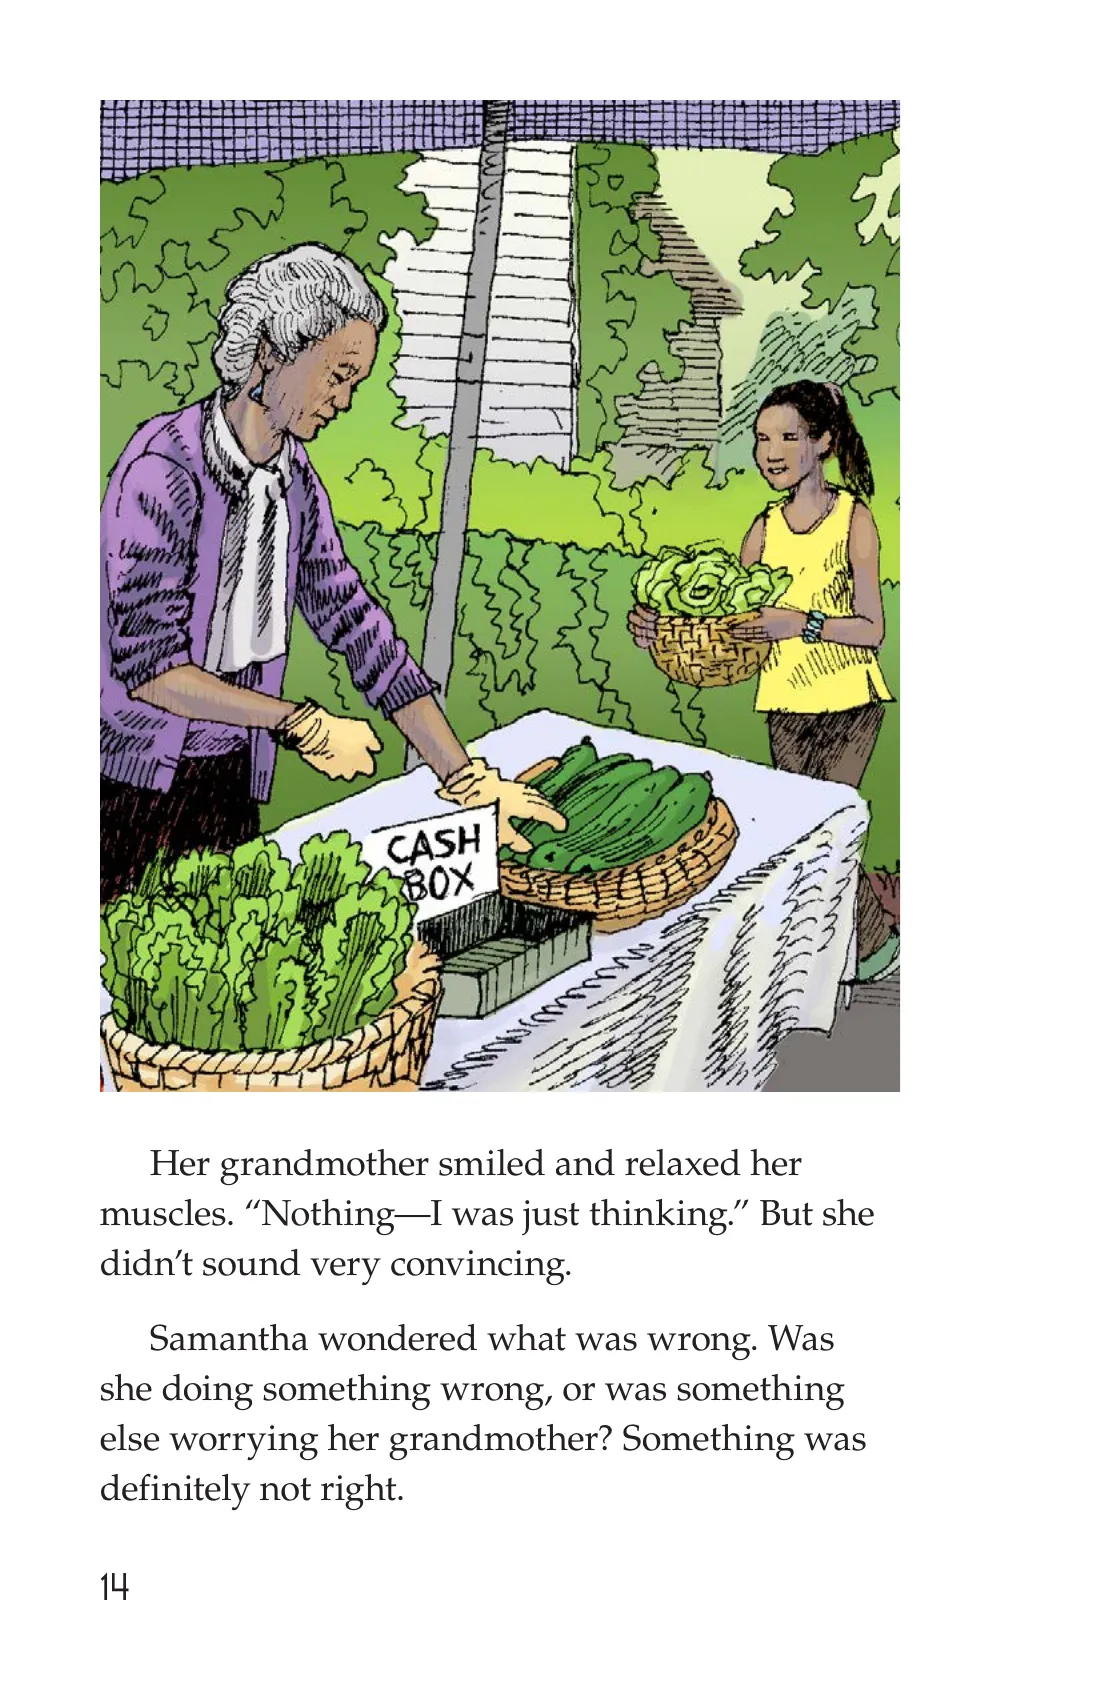 CASH
BOX
Her grandmother smiled and relaxed her
muscles. “Nothing—I was just thinking.” But she
didn’t sound very convincing.
Samantha wondered what was wrong. Was
she doing something wrong, or was something
else worrying her grandmother? Something was
definitely not right.
14